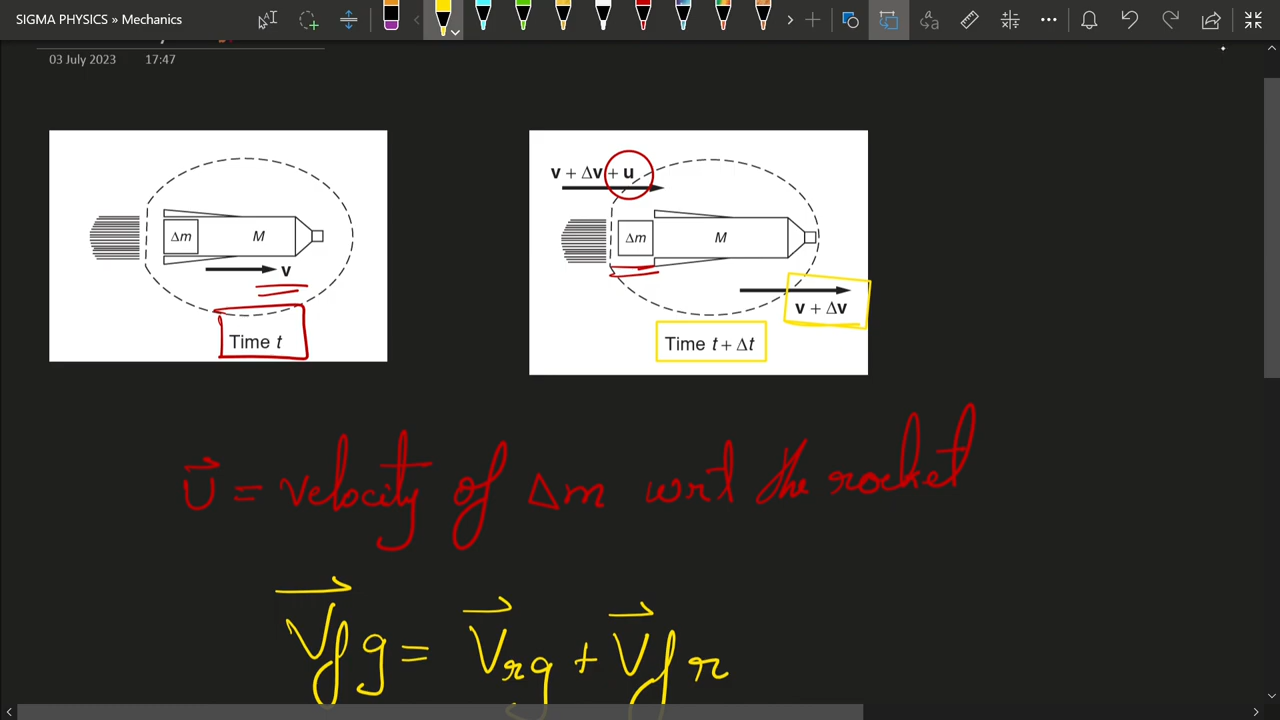 SIGMA PHYSICS » Mechanics
03 July 2023 17:47
v + Δv + u
Δm M
Δm M
v
v + Δv
Time t
Time t + Δt
U = velocity of Δm wrt the rocket
Vfg = Vrg + Vfr